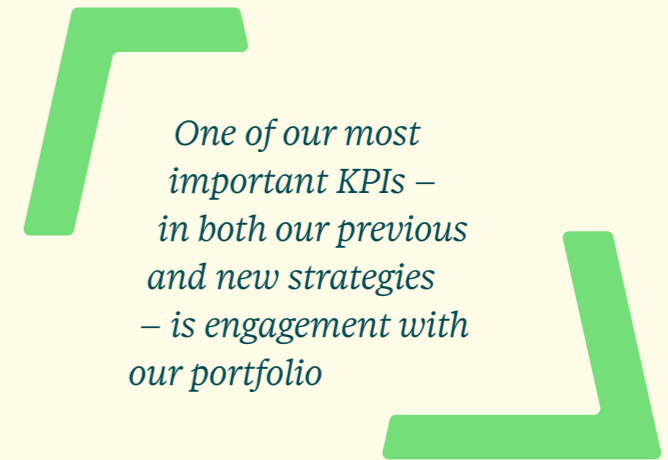 One of our most
important KPIs –
in both our previous
and new strategies
– is engagement with
our portfolio